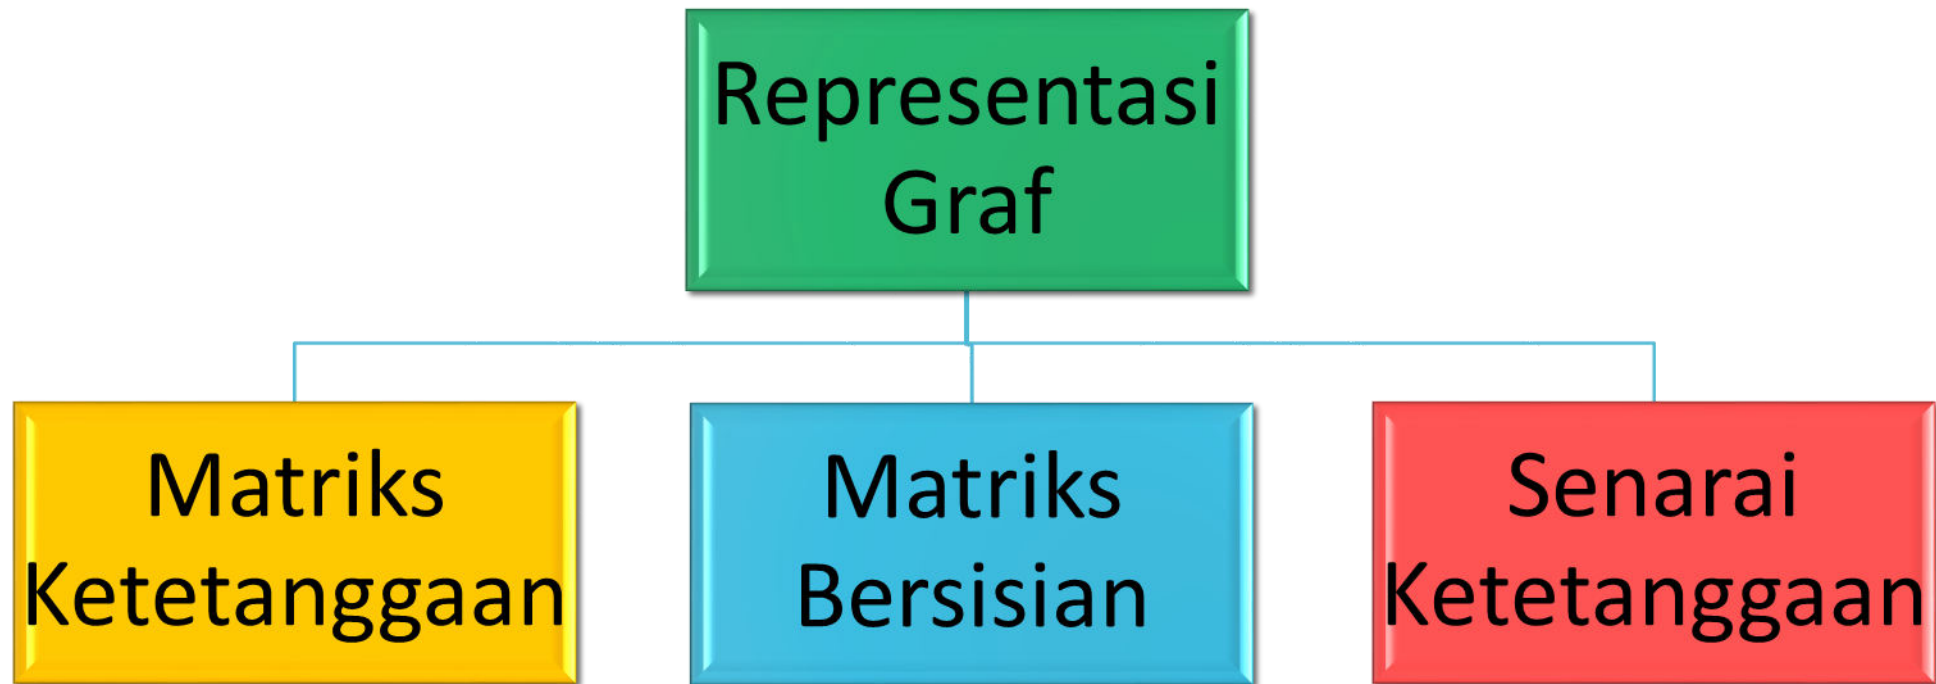 Representasi
Graf
Matriks
Ketetanggaan
Matriks
Bersisian
Senarai
Ketetanggaan